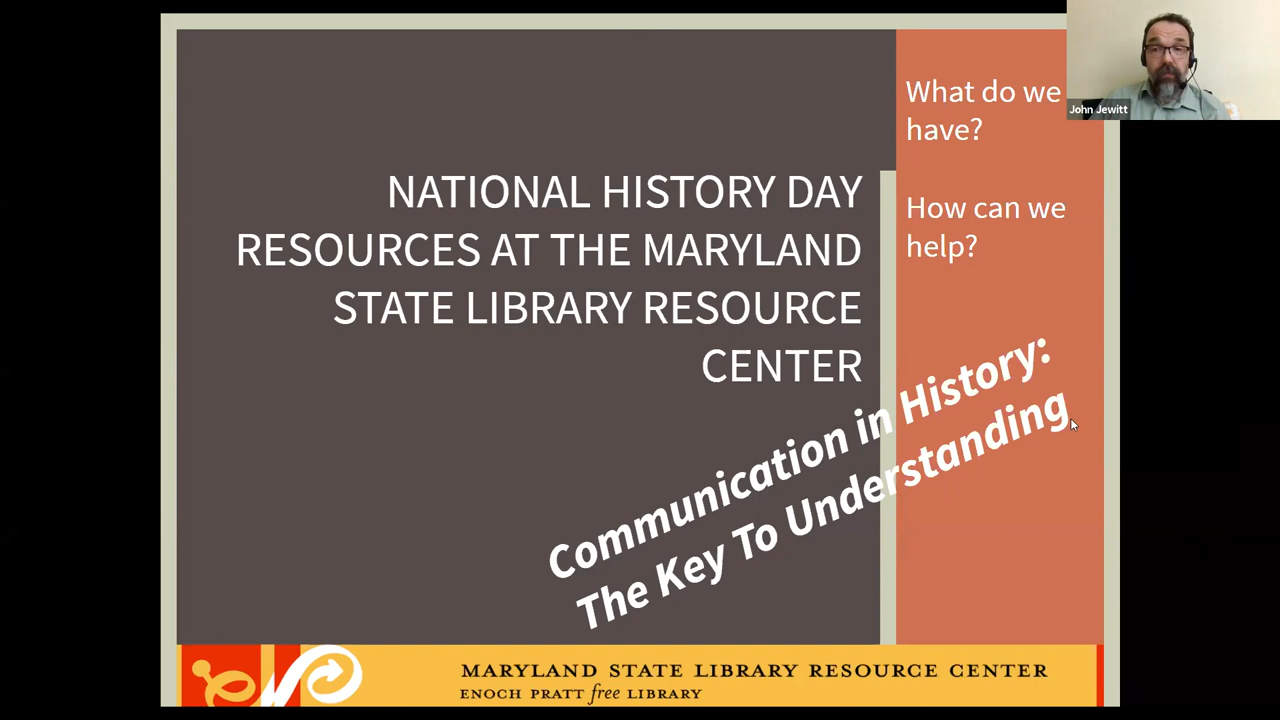 NATIONAL HISTORY DAY
RESOURCES AT THE MARYLAND
STATE LIBRARY RESOURCE
CENTER
What do we
have?
How can we
help?
John Jewitt
Communication in History:
The Key To Understanding
MARYLAND STATE LIBRARY RESOURCE CENTER
ENOCH PRATT free LIBRARY